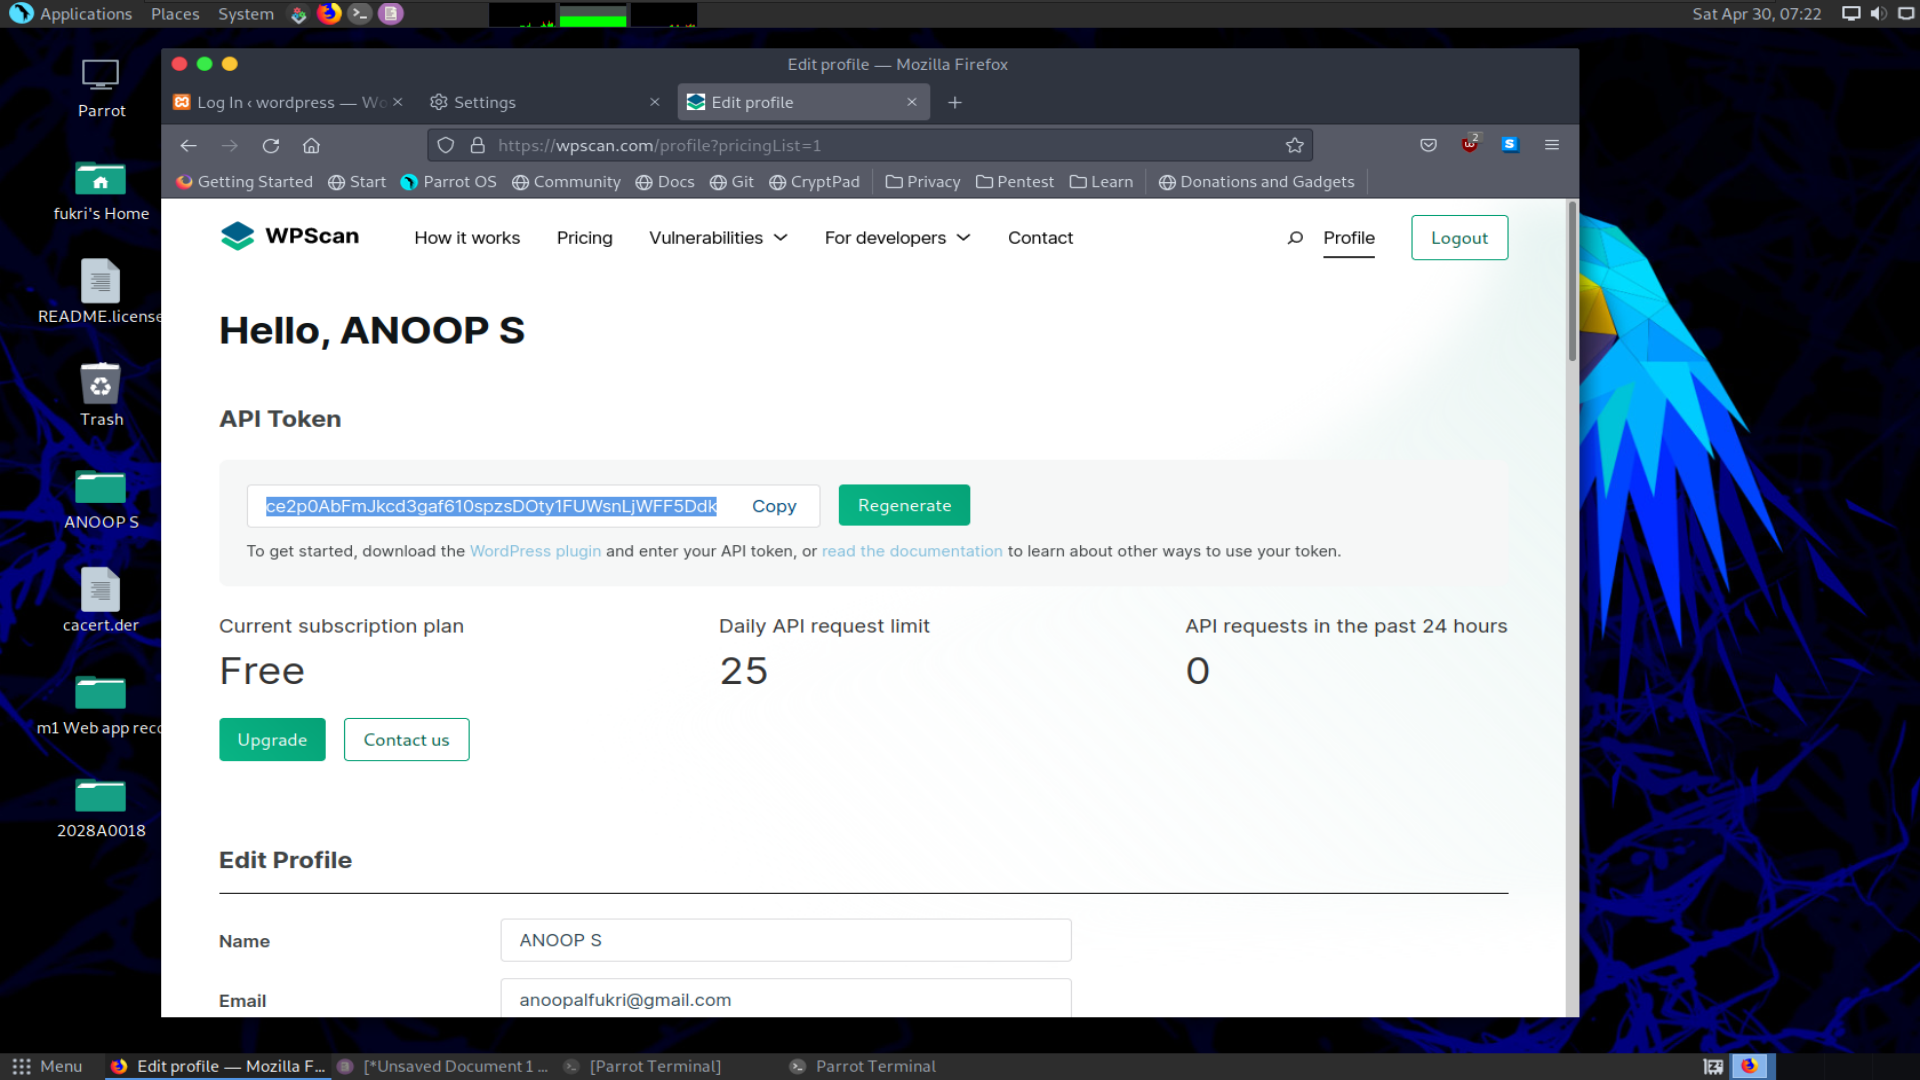 Applications Places System Sat Apr 30, 07:22
Parrot
fukri's Home
README.license
Trash
ANOOP S
cacert.der
m1 Web app reco
2028A0018
Edit profile — Mozilla Firefox
Log In ‹ wordpress — Wo Settings Edit profile
https://wpscan.com/profile?pricingList=1
2
S
Getting Started Start Parrot OS Community Docs Git CryptPad Privacy Pentest Learn Donations and Gadgets
WPScan How it works Pricing Vulnerabilities For developers Contact Profile Logout
Hello, ANOOP S
API Token
ce2p0AbFmJkcd3gaf610spzsDOty1FUWsnLjWFF5Ddk Copy Regenerate
To get started, download the WordPress plugin and enter your API token, or read the documentation to learn about other ways to use your token.
Current subscription plan Daily API request limit API requests in the past 24 hours
Free 25 0
Upgrade Contact us
Edit Profile
Name ANOOP S
Email anoopalfukri@gmail.com
Menu Edit profile — Mozilla F... [*Unsaved Document 1 ... [Parrot Terminal] Parrot Terminal